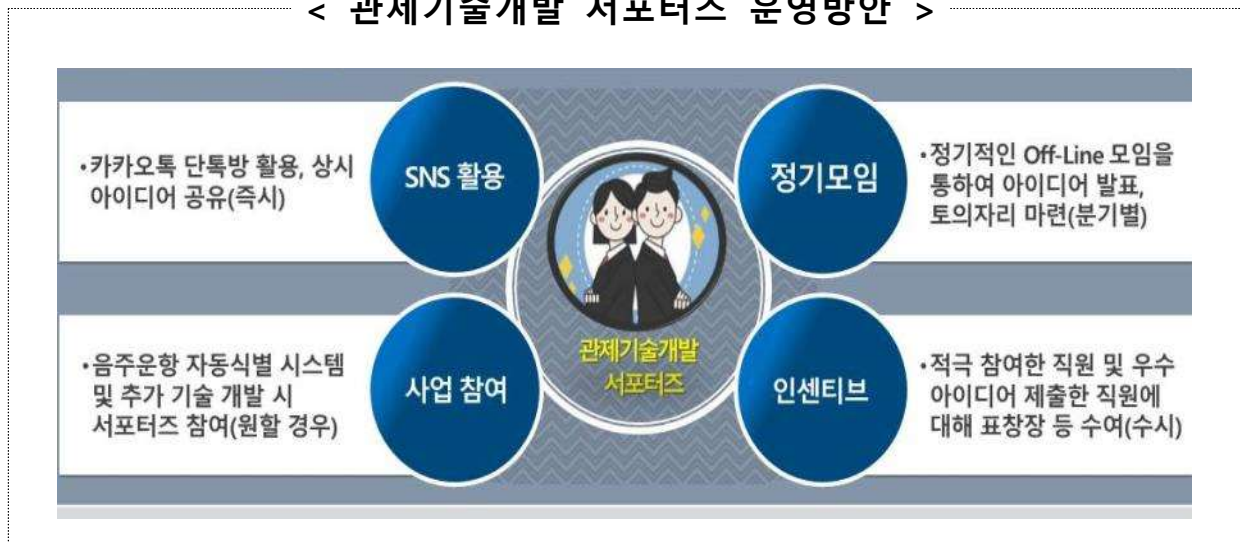 < 관제기술개발 서포터즈 운영방안 >
·카카오톡 단톡방 활용, 상시
아이디어 공유(즉시)
SNS 활용
정기모임
·정기적인 Off-Line 모임을
통하여 아이디어 발표,
토의자리 마련(분기별)
관제기술개발
서포터즈
·음주운항 자동식별 시스템
및 추가 기술 개발 시
서포터즈 참여(원할 경우)
사업 참여
인센티브
·적극 참여한 직원 및 우수
아이디어 제출한 직원에
대해 표창장 등 수여(수시)